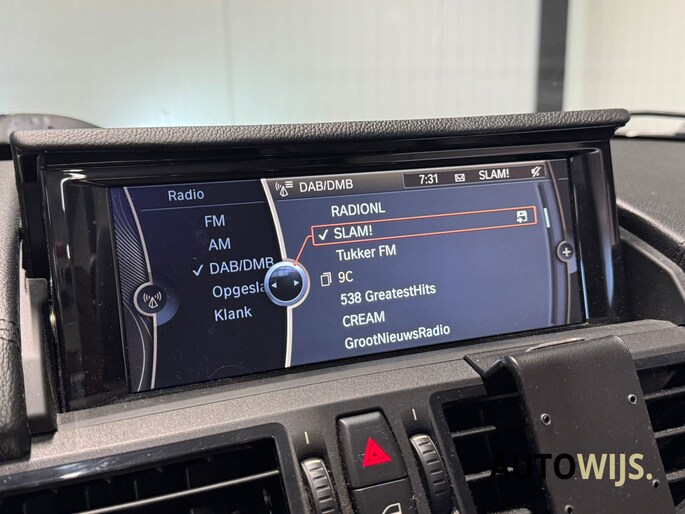 Radio
FM
AM
DAB/DMB
Opgesla
Klank
DAB/DMB 7:31 SLAM!
RADIONL
SLAM!
Tukker FM
9C
538 GreatestHits
CREAM
GrootNieuwsRadio
AUTOWIJS.